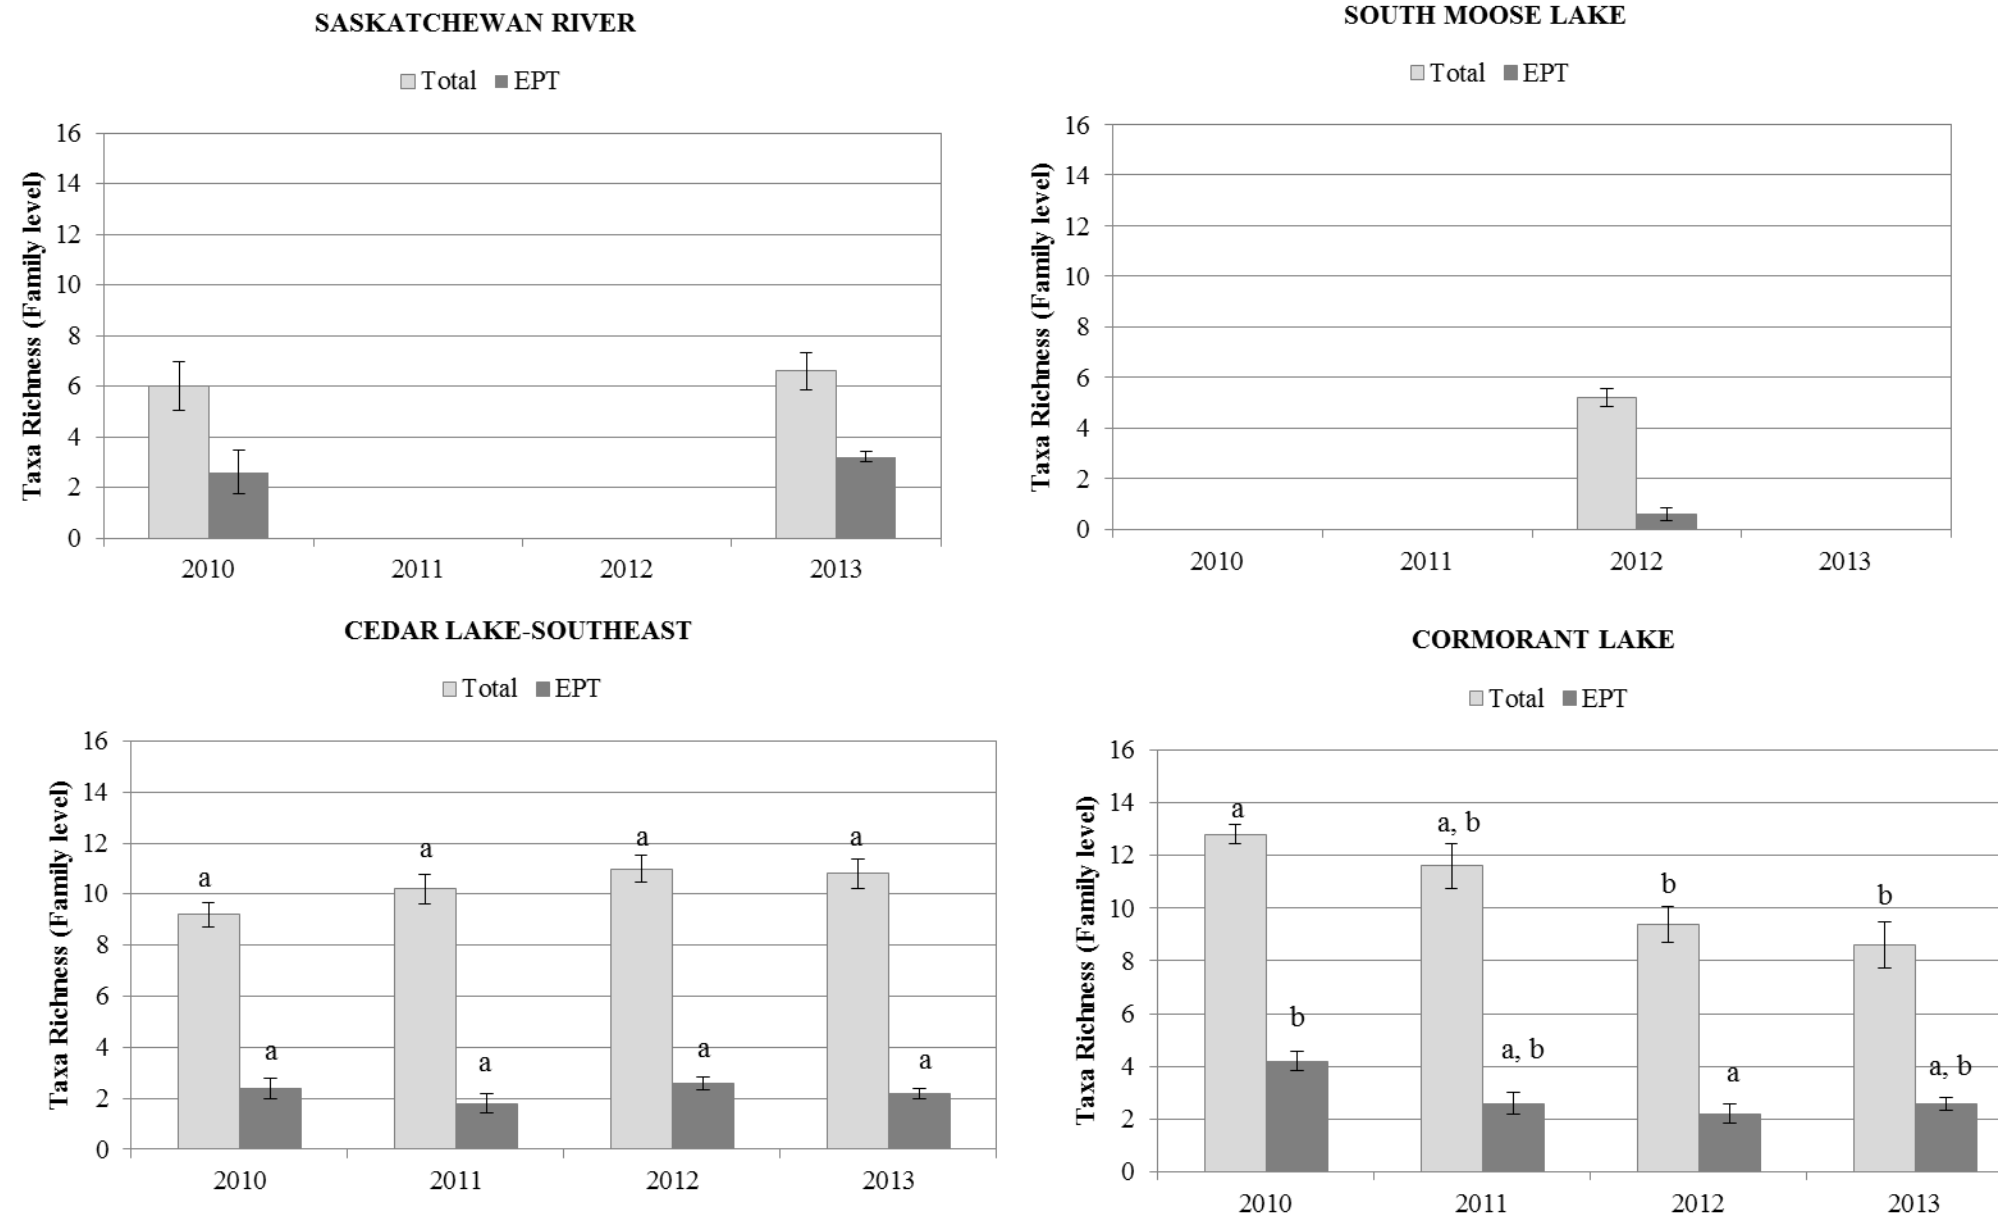 SASKATCHEWAN RIVER
Total EPT
Taxa Richness (Family level)
16
14
12
10
8
6
4
2
0
2010 2011 2012 2013
SOUTH MOOSE LAKE
Total EPT
Taxa Richness (Family level)
16
14
12
10
8
6
4
2
0
2010 2011 2012 2013
CEDAR LAKE-SOUTHEAST
Total EPT
Taxa Richness (Family level)
16
14
12
10
8
6
4
2
0
a a a a
a a a a
2010 2011 2012 2013
CORMORANT LAKE
Total EPT
Taxa Richness (Family level)
16
14
12
10
8
6
4
2
0
a a, b b b
b a, b a a, b
2010 2011 2012 2013